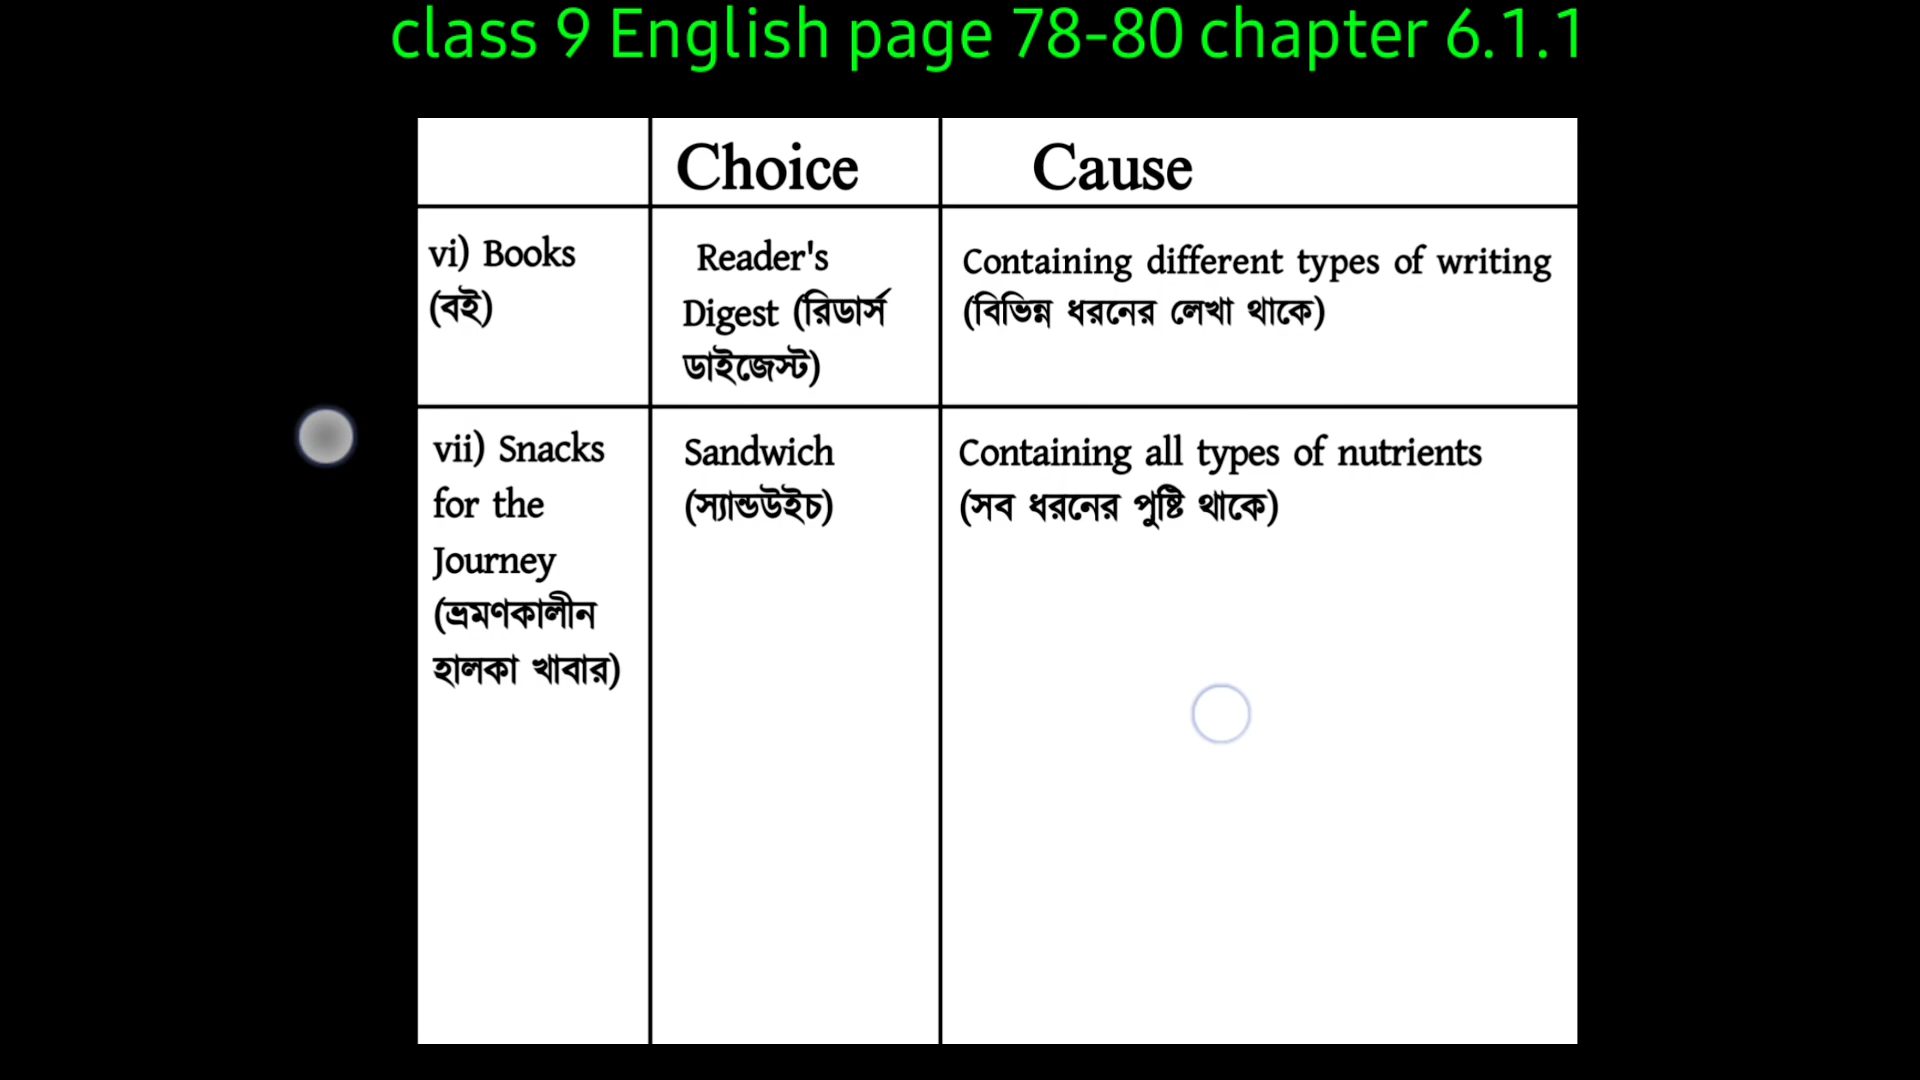 class 9 English page 78-80 chapter 6.1.1
Choice
Cause
vi) Books
(বই)
Reader's
Digest (রিডার্স
ডাইজেস্ট)
Containing different types of writing
(বিভিন্ন ধরনের লেখা থাকে)
vii) Snacks
for the
Journey
(ভ্রমণকালীন
হালকা খাবার)
Sandwich
(স্যান্ডউইচ)
Containing all types of nutrients
(সব ধরনের পুষ্টি থাকে)